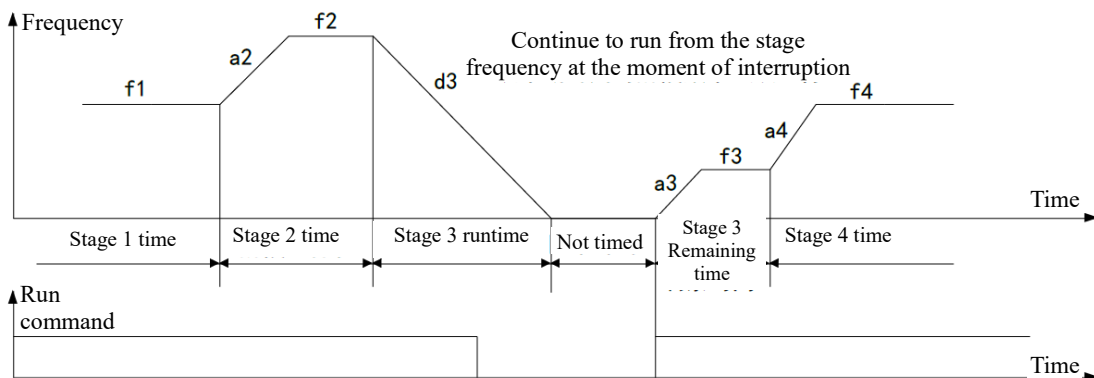 Frequency
f2
Continue to run from the stage
frequency at the moment of interruption
a2
d3
f1
f4
a4
f3
a3
Time
Stage 1 time
Stage 2 time
Stage 3 runtime
Not timed
Stage 3
Remaining
time
Stage 4 time
Run
command
Time